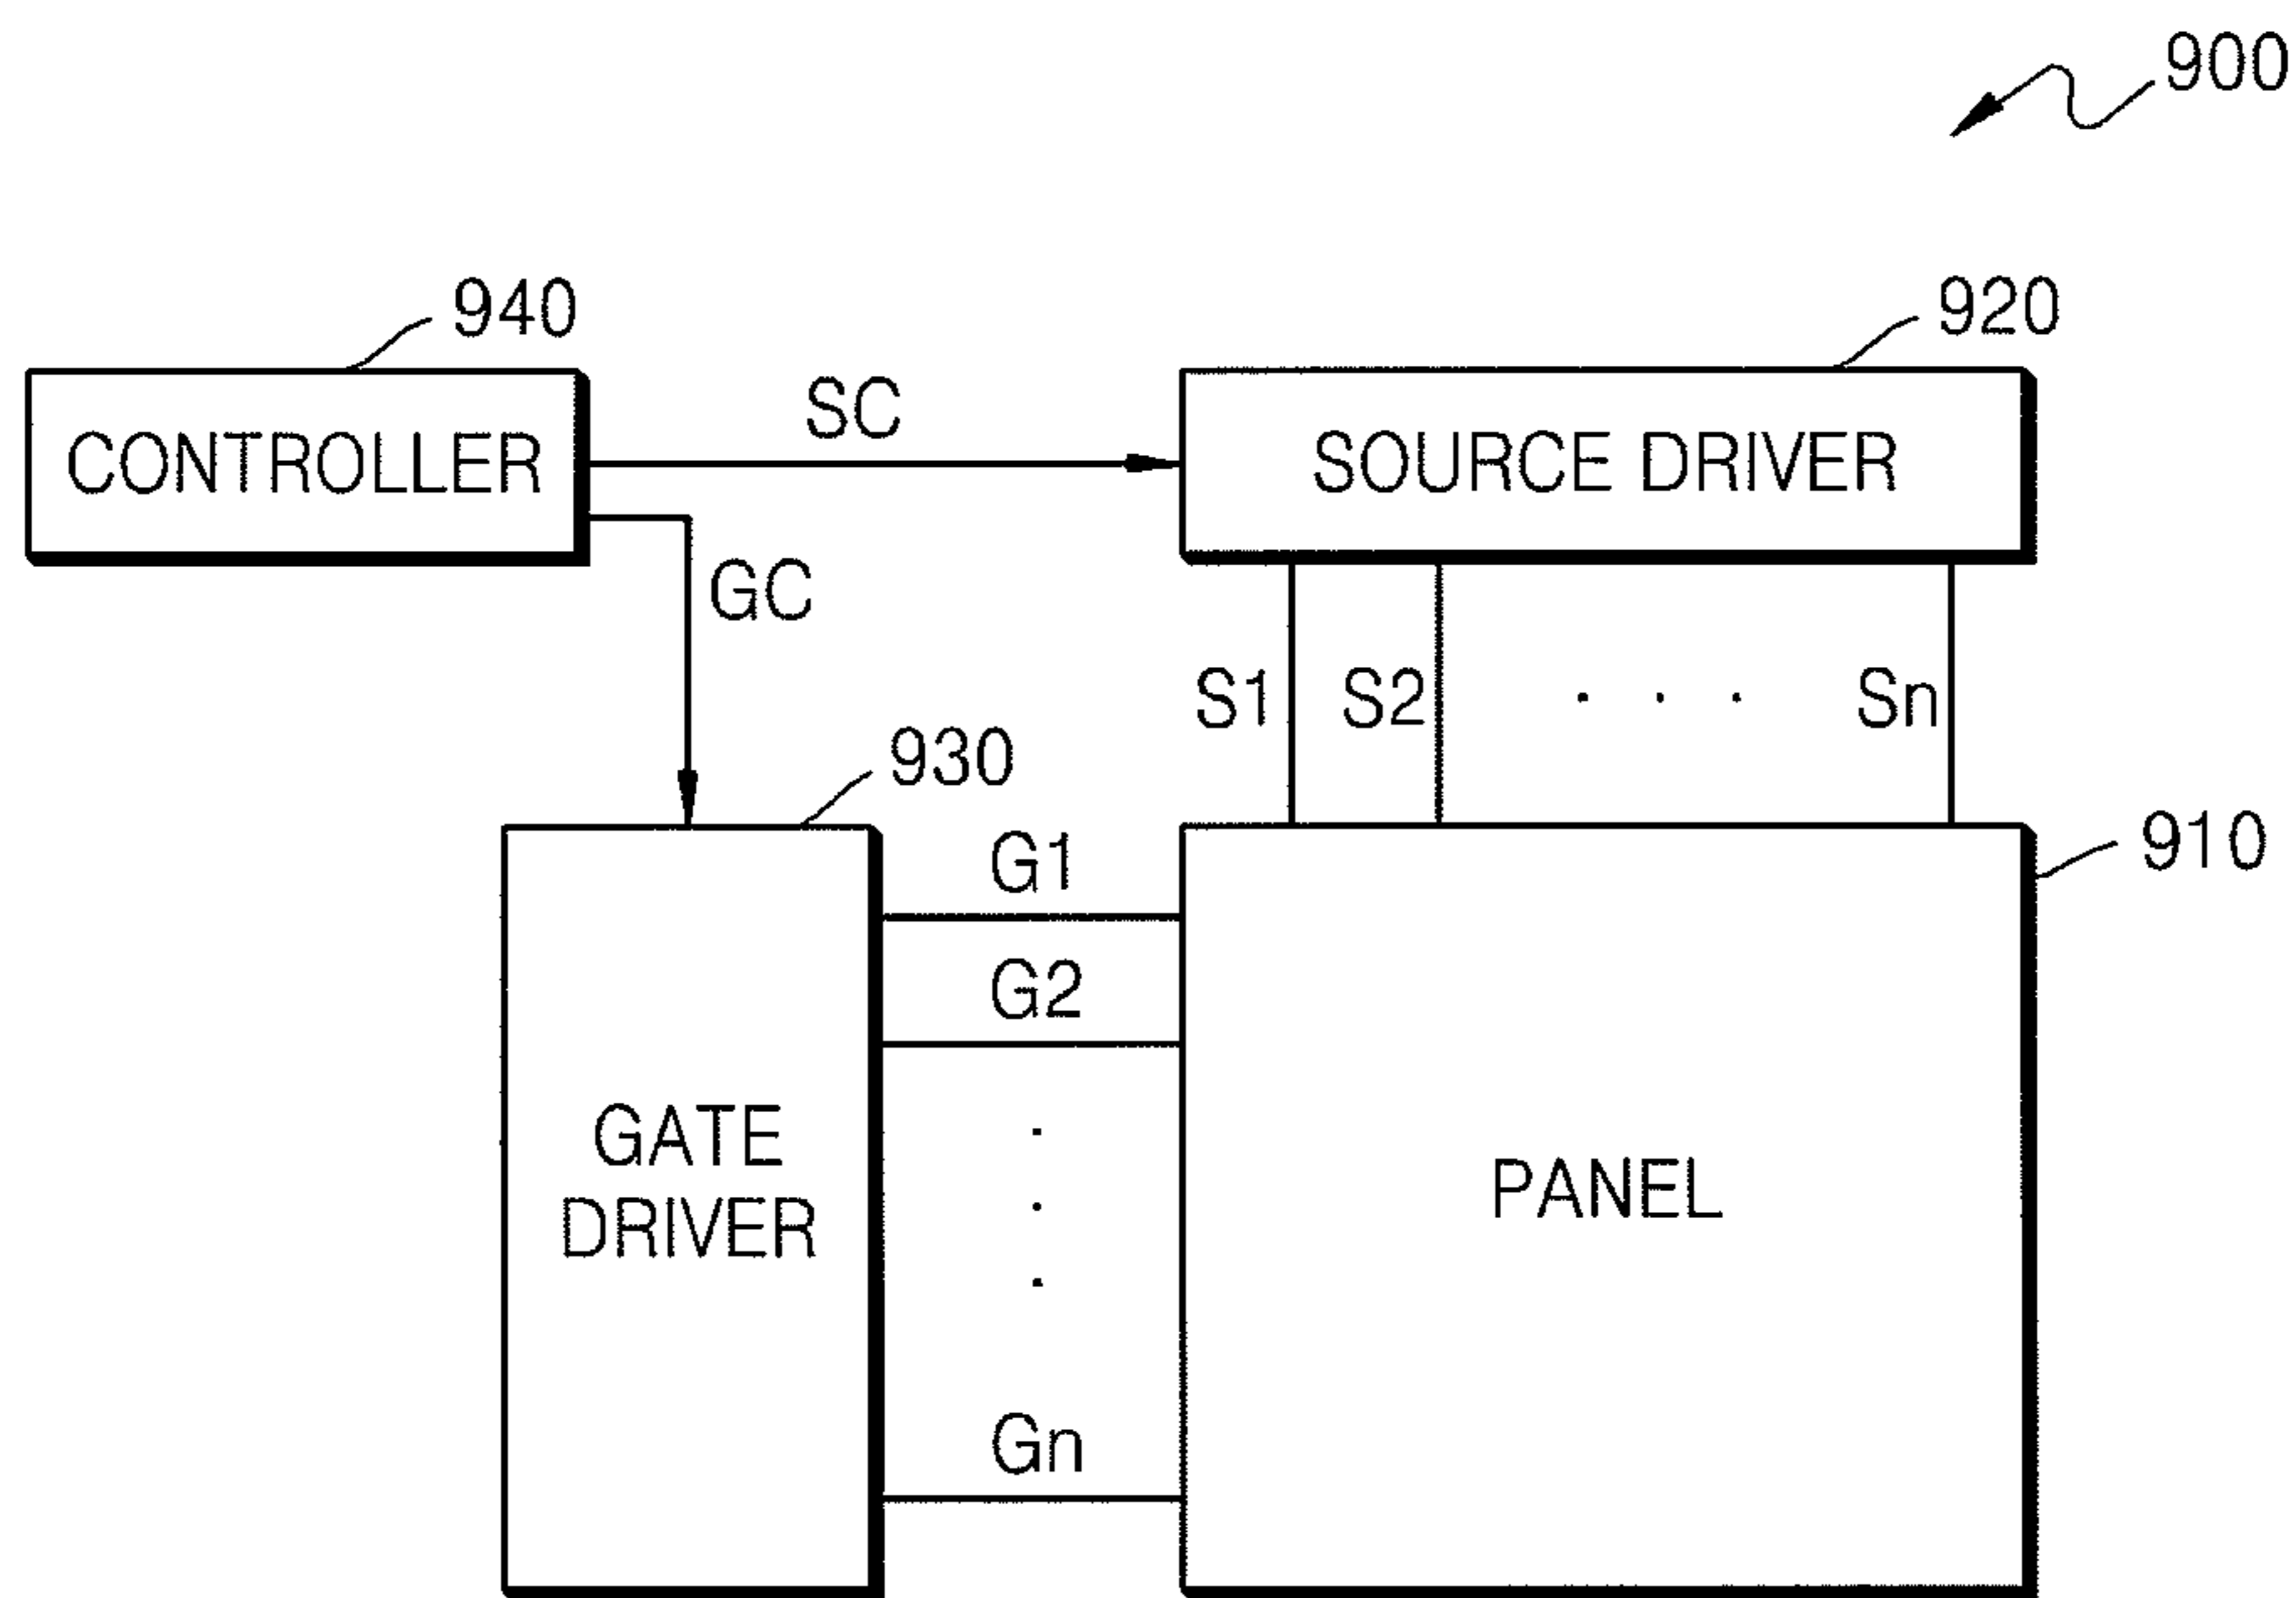 900
940
920
CONTROLLER
SC
SOURCE DRIVER
GC
S1 S2 . . . Sn
930
910
G1
G2
GATE
DRIVER
.
.
.
PANEL
Gn